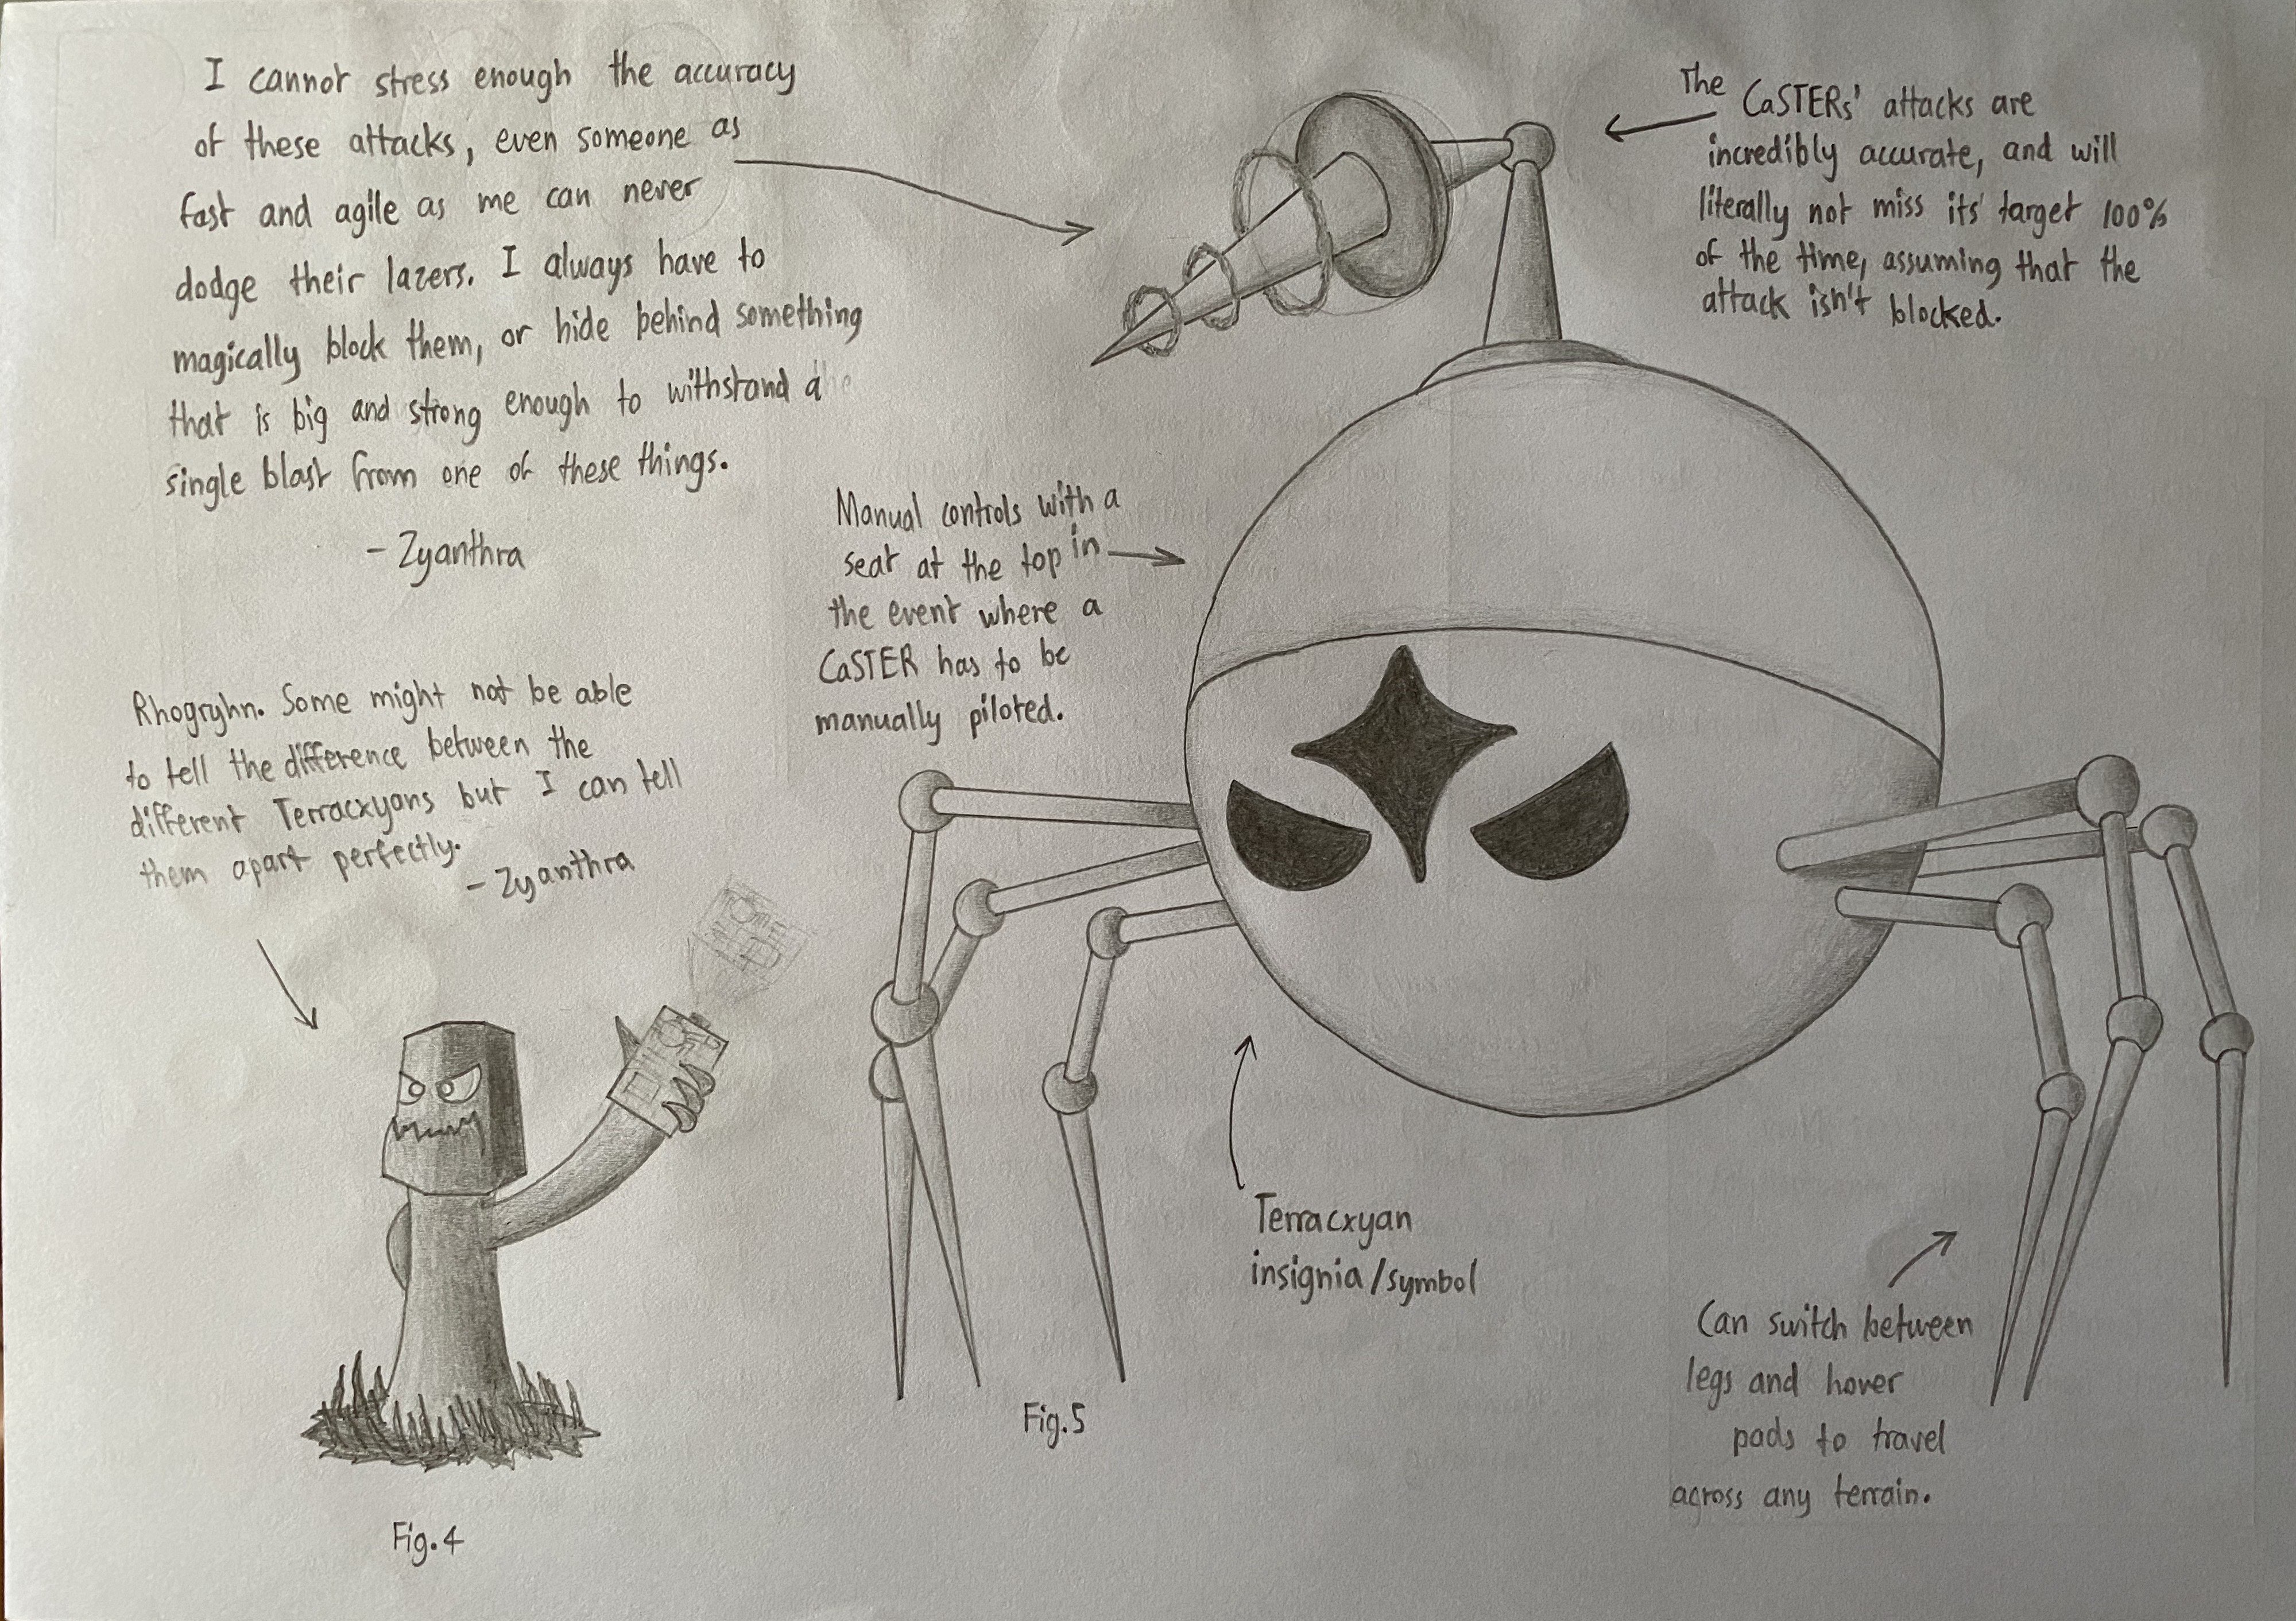 I cannot stress enough the accuracy
of these attacks, even someone as
fast and agile as me can never
dodge their lazers. I always have to
magically block them, or hide behind something
that is big and strong enough to withstand a
single blast from one of these things.
- Zyanthra
The CaSTERs' attacks are
incredibly accurate, and will
literally not miss its' target 100%
of the time, assuming that the
attack isn't blocked.
Manual controls with a
seat at the top in
the event where a
CaSTER has to be
manually piloted.
Rhogryhn. Some might not be able
to tell the difference between the
different Terracxyans but I can tell
them apart perfectly.
- Zyanthra
Terracxyan
insignia/symbol
Can switch between
legs and hover
pads to travel
across any terrain.
Fig.5
Fig.4